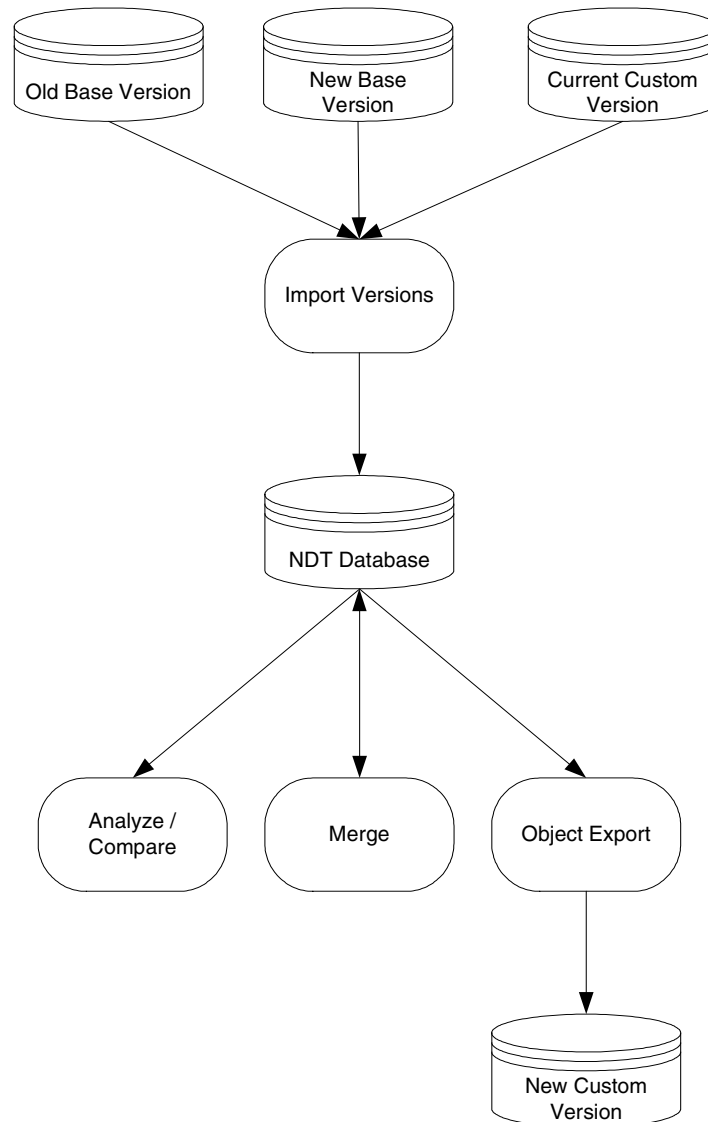 Old Base Version
New Base
Version
Current Custom
Version
Import Versions
NDT Database
Analyze /
Compare
Merge
Object Export
New Custom
Version